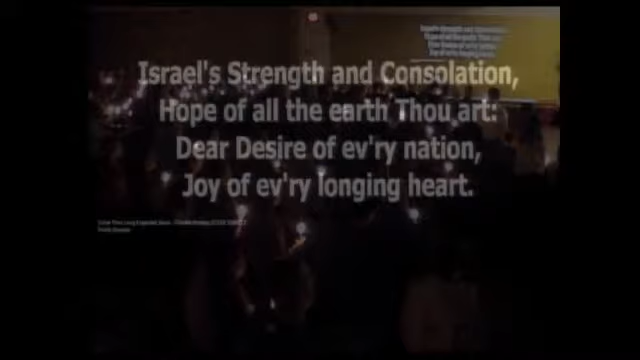 Israel's Strength and Consolation,
Hope of all the earth Thou art:
Dear Desire of ev'ry nation,
Joy of ev'ry longing heart.